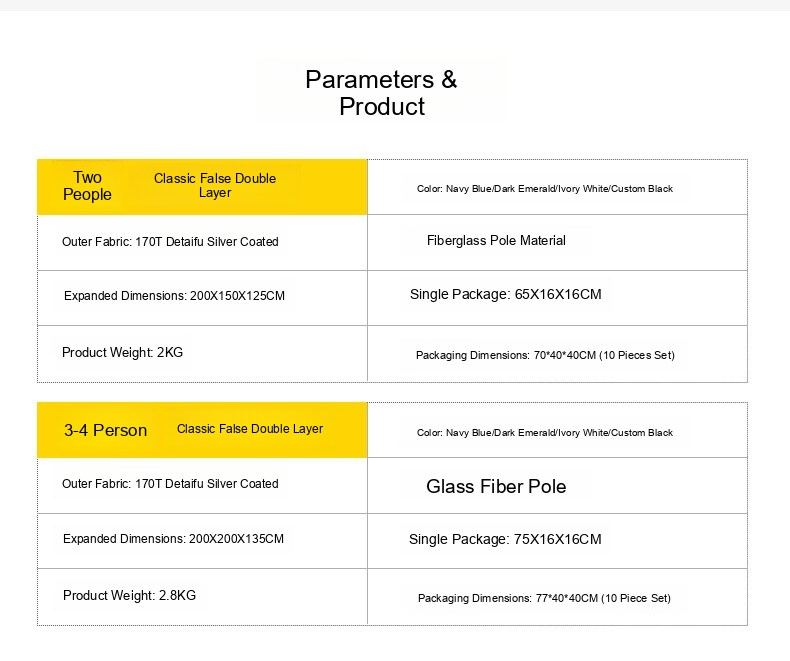 Parameters &
Product
Two
People
Classic False Double
Layer
Color: Navy Blue/Dark Emerald/Ivory White/Custom Black
Outer Fabric: 170T Detaifu Silver Coated
Fiberglass Pole Material
Expanded Dimensions: 200X150X125CM
Single Package: 65X16X16CM
Product Weight: 2KG
Packaging Dimensions: 70*40*40CM (10 Pieces Set)
3-4 Person
Classic False Double Layer
Color: Navy Blue/Dark Emerald/Ivory White/Custom Black
Outer Fabric: 170T Detaifu Silver Coated
Glass Fiber Pole
Expanded Dimensions: 200X200X135CM
Single Package: 75X16X16CM
Product Weight: 2.8KG
Packaging Dimensions: 77*40*40CM (10 Piece Set)